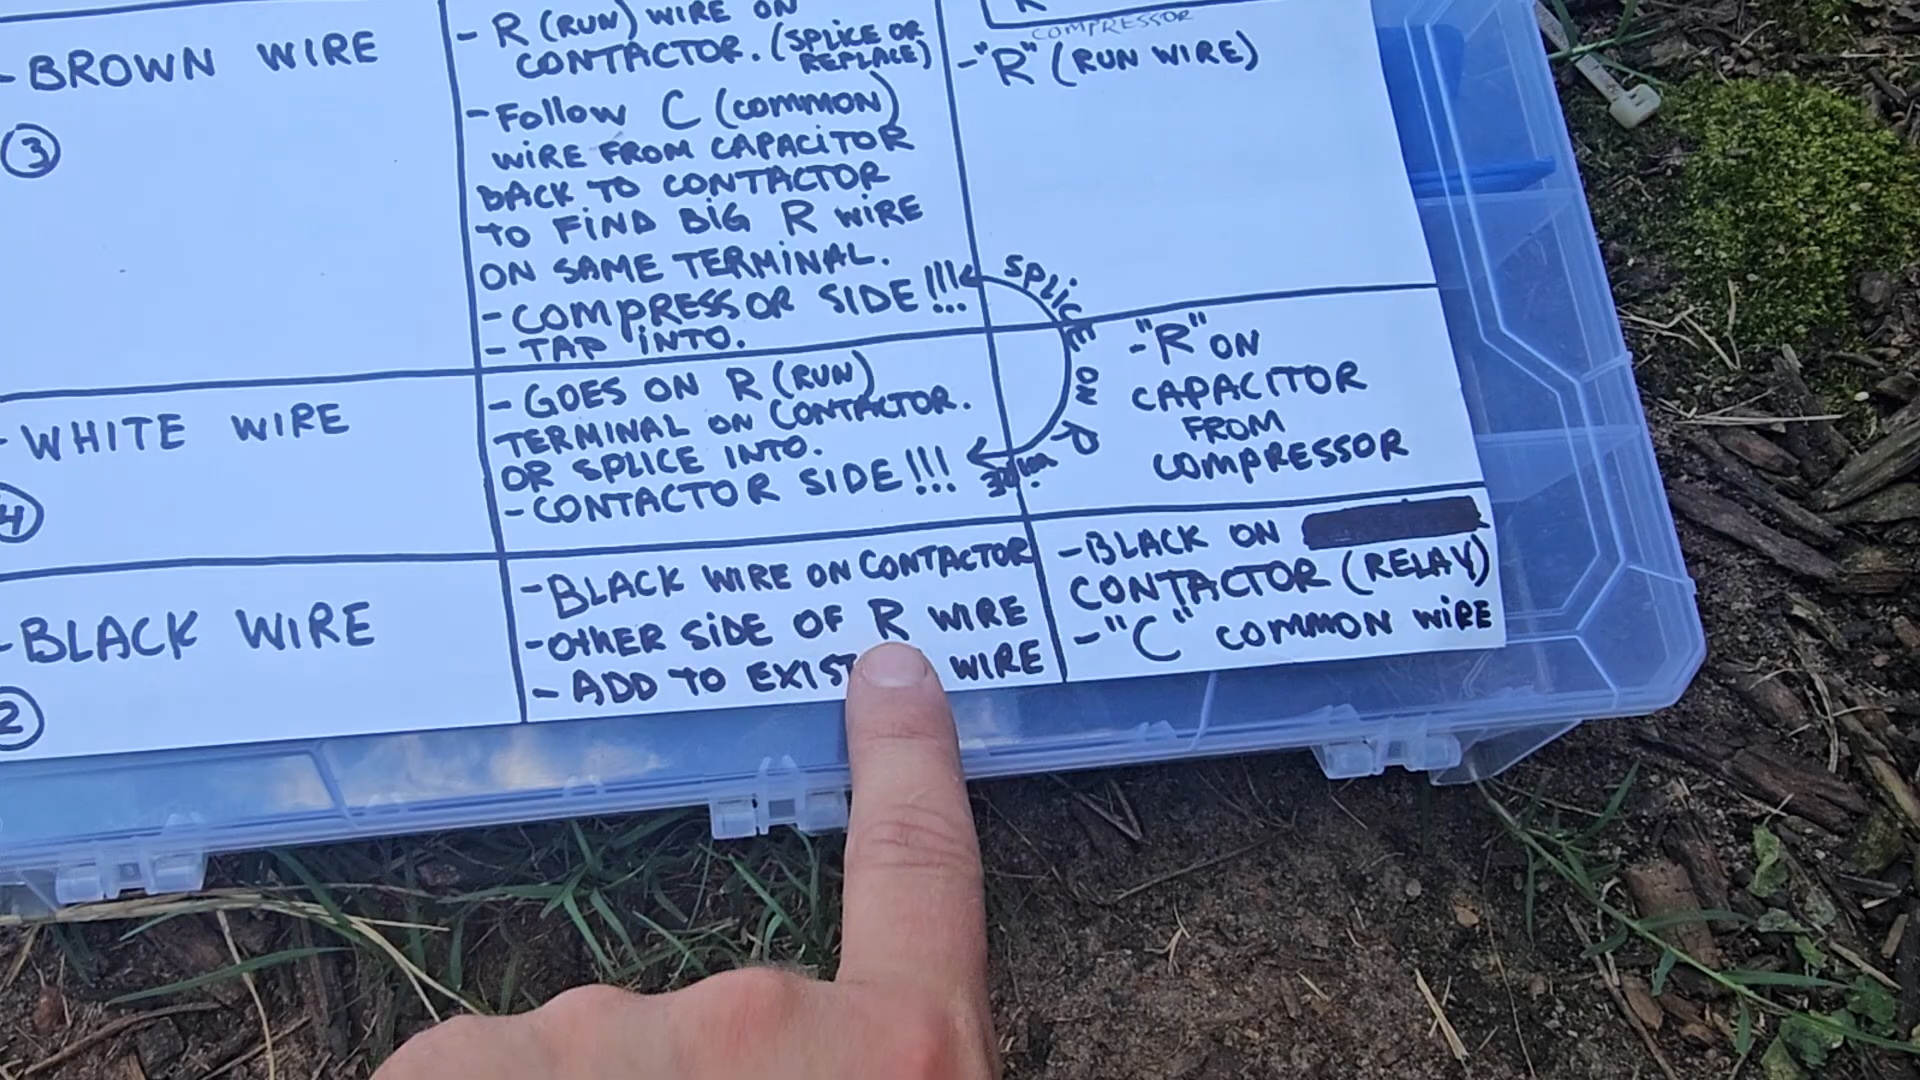 - BROWN WIRE
3
- R (RUN) WIRE ON
CONTACTOR. (SPLICE OR
REPLACE)
- Follow C (COMMON)
WIRE FROM CAPACITOR
BACK TO CONTACTOR
TO FIND BIG R WIRE
ON SAME TERMINAL.
- COMPRESSOR SIDE!!!
- TAP INTO.
R
COMPRESSOR
- "R" (RUN WIRE)
SPLICE ON R
- WHITE WIRE
4
- GOES ON R (RUN)
TERMINAL ON CONTACTOR.
OR SPLICE INTO.
- CONTACTOR SIDE!!!
- "R" ON
CAPACITOR
FROM
COMPRESSOR
- BLACK WIRE
2
- BLACK WIRE ON CONTACTOR
- OTHER SIDE OF R WIRE
- ADD TO WIRE
- BLACK ON
CONTACTOR (RELAY)
- "C" COMMON WIRE